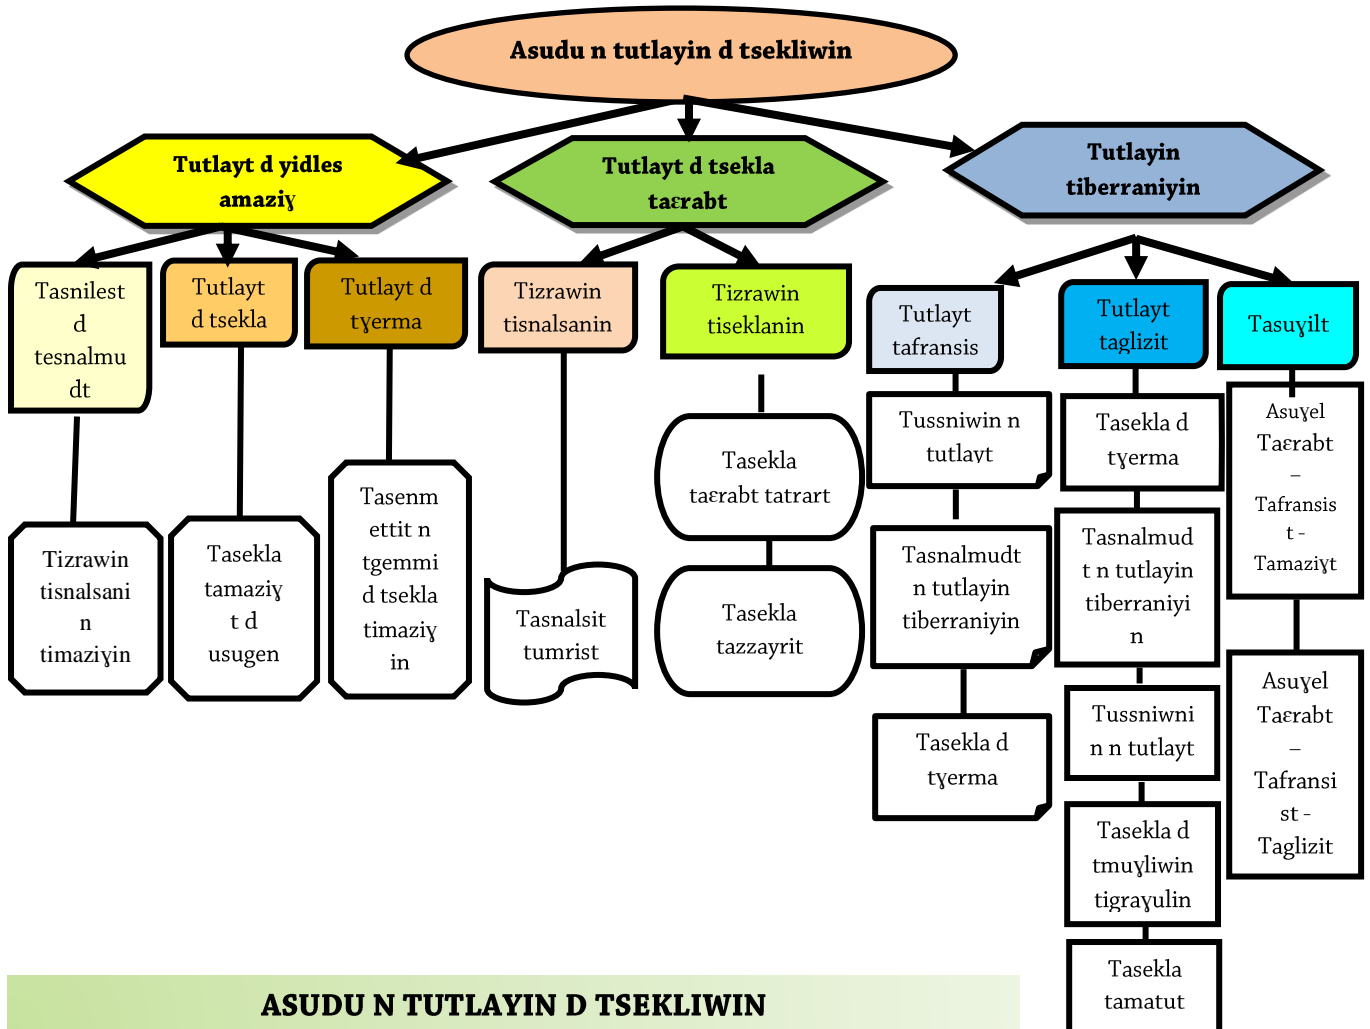 Asudu n tutlayin d tsekliwin
Tutlayt d yidles
amaziɣ
Tutlayt d tsekla
taɛrabt
Tutlayin
tiberraniyin
Tasnilest
d
tesnalmu
dt
Tutlayt
d tsekla
Tutlayt d
tɣerma
Tizrawin
tisnalsanin
Tizrawin
tiseklanin
Tutlayt
tafransis
Tutlayt
taglizit
Tasuɣilt
Tizrawin
tisnalsani
n
timaziɣin
Tasekla
tamaziɣ
t d
usugen
Tasenm
ettit n
tgemmi
d tsekla
timaziɣ
in
Tasnalsit
tumrist
Tasekla
taɛrabt tatrart
Tasekla
tazzayrit
Tussniwin n
tutlayt
Tasnalmudt
n tutlayin
tiberraniyin
Tasekla d
tɣerma
Tasekla d
tɣerma
Tasnalmud
t n tutlayin
tiberraniyi
n
Tussniwni
n n tutlayt
Tasekla d
tmuɣliwin
tigraɣulin
Tasekla
tamatut
Asuɣel
Taɛrabt
–
Tafransis
t -
Tamaziɣt
Asuɣel
Taɛrabt
–
Tafransi
st -
Taglizit
ASUDU N TUTLAYIN D TSEKLIWIN